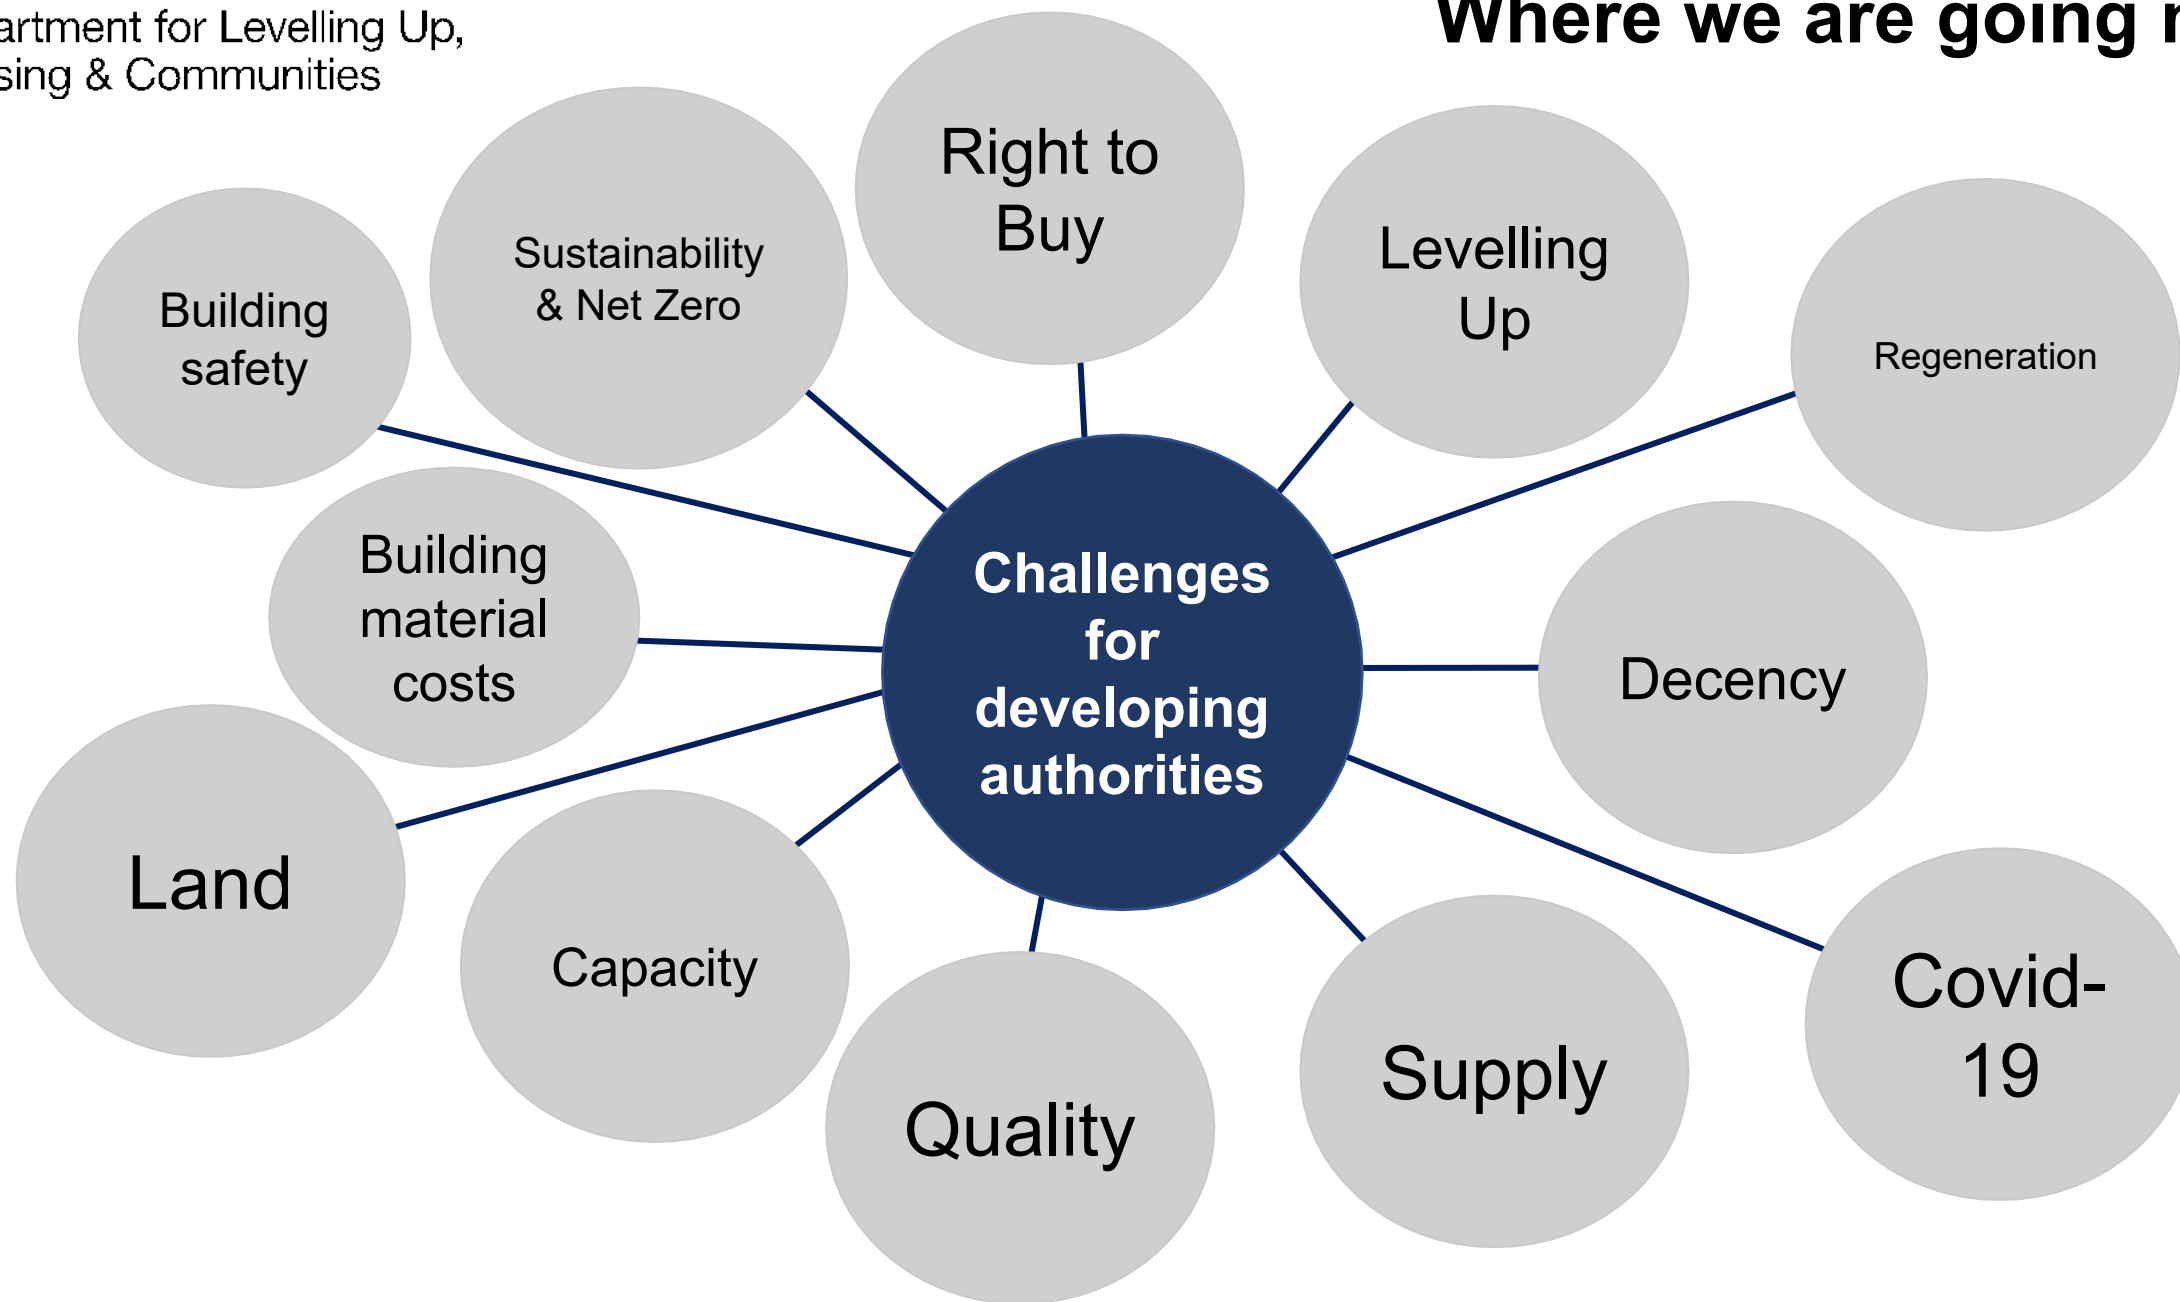 artment for Levelling Up,
sing & Communities
Where we are going
Right to
Buy
Sustainability
& Net Zero
Levelling
Up
Building
safety
Regeneration
Building
material
costs
Challenges
for
developing
authorities
Decency
Land
Capacity
Quality
Supply
Covid-
19